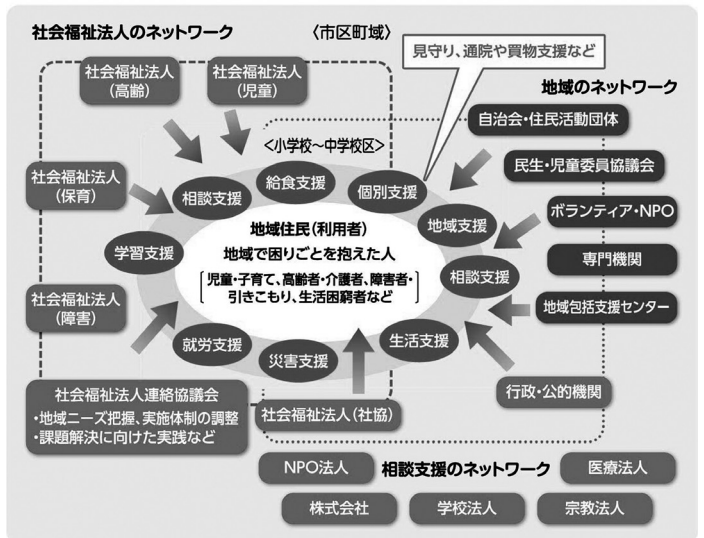 社会福祉法人のネットワーク
〈市区町域〉
見守り、通院や買物支援など
社会福祉法人
(高齢)
社会福祉法人
(児童)
地域のネットワーク
自治会・住民活動団体
<小学校～中学校区>
民生・児童委員協議会
社会福祉法人
(保育)
相談支援
給食支援
個別支援
ボランティア・NPO
地域支援
地域住民(利用者)
地域で困りごとを抱えた人
児童・子育て、高齢者・介護者、障害者・
引きこもり、生活困窮者など
学習支援
専門機関
相談支援
社会福祉法人
(障害)
地域包括支援センター
就労支援
災害支援
生活支援
社会福祉法人連絡協議会
・地域ニーズ把握、実施体制の調整
・課題解決に向けた実践など
社会福祉法人(社協)
行政・公的機関
NPO法人
相談支援のネットワーク
医療法人
株式会社
学校法人
宗教法人